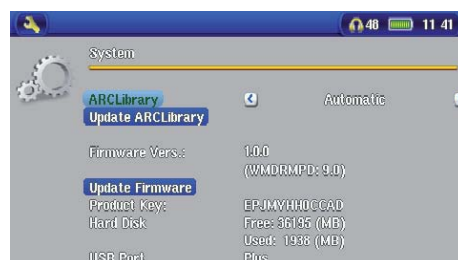 48 11 41
System
ARCLibrary Automatic
Update ARCLibrary
Firmware Vers.: 1.0.0
(WMDRMPD: 9.0)
Update Firmware
Product Key: EPJMYHH0CCAD
Hard Disk Free: 36195 (MB)
Used: 1938 (MB)
USB Port Plus